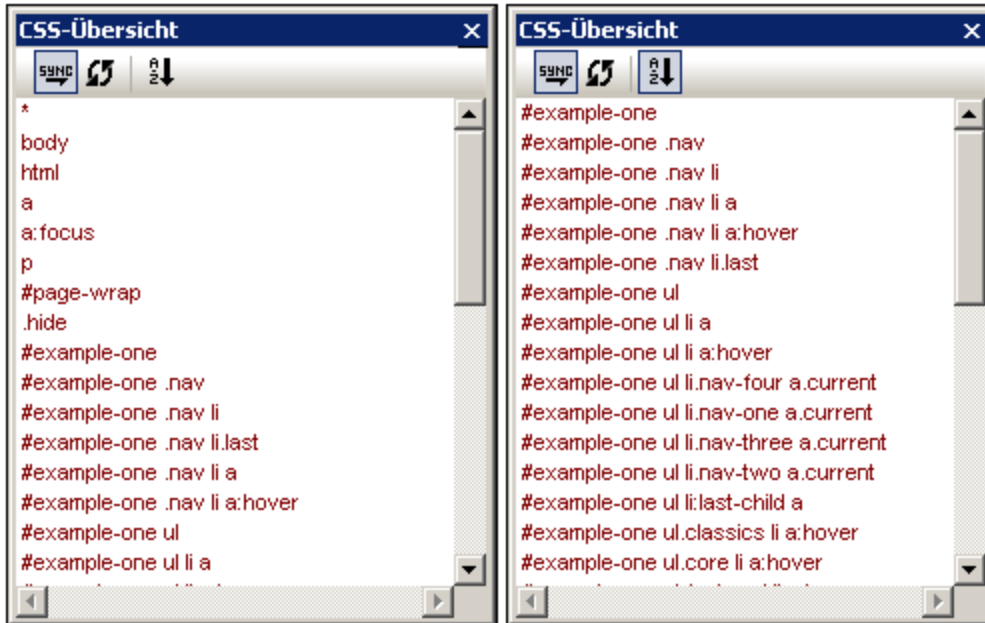 CSS-Übersicht
SYNC
A
Z
*
body
html
a
a:focus
p
#page-wrap
.hide
#example-one
#example-one .nav
#example-one .nav li
#example-one .nav li.last
#example-one .nav li a
#example-one .nav li a:hover
#example-one ul
#example-one ul li a
CSS-Übersicht
SYNC
A
Z
#example-one
#example-one .nav
#example-one .nav li
#example-one .nav li a
#example-one .nav li a:hover
#example-one .nav li.last
#example-one ul
#example-one ul li a
#example-one ul li a:hover
#example-one ul li.nav-four a.current
#example-one ul li.nav-one a.current
#example-one ul li.nav-three a.current
#example-one ul li.nav-two a.current
#example-one ul li:last-child a
#example-one ul.classics li a:hover
#example-one ul.core li a:hover